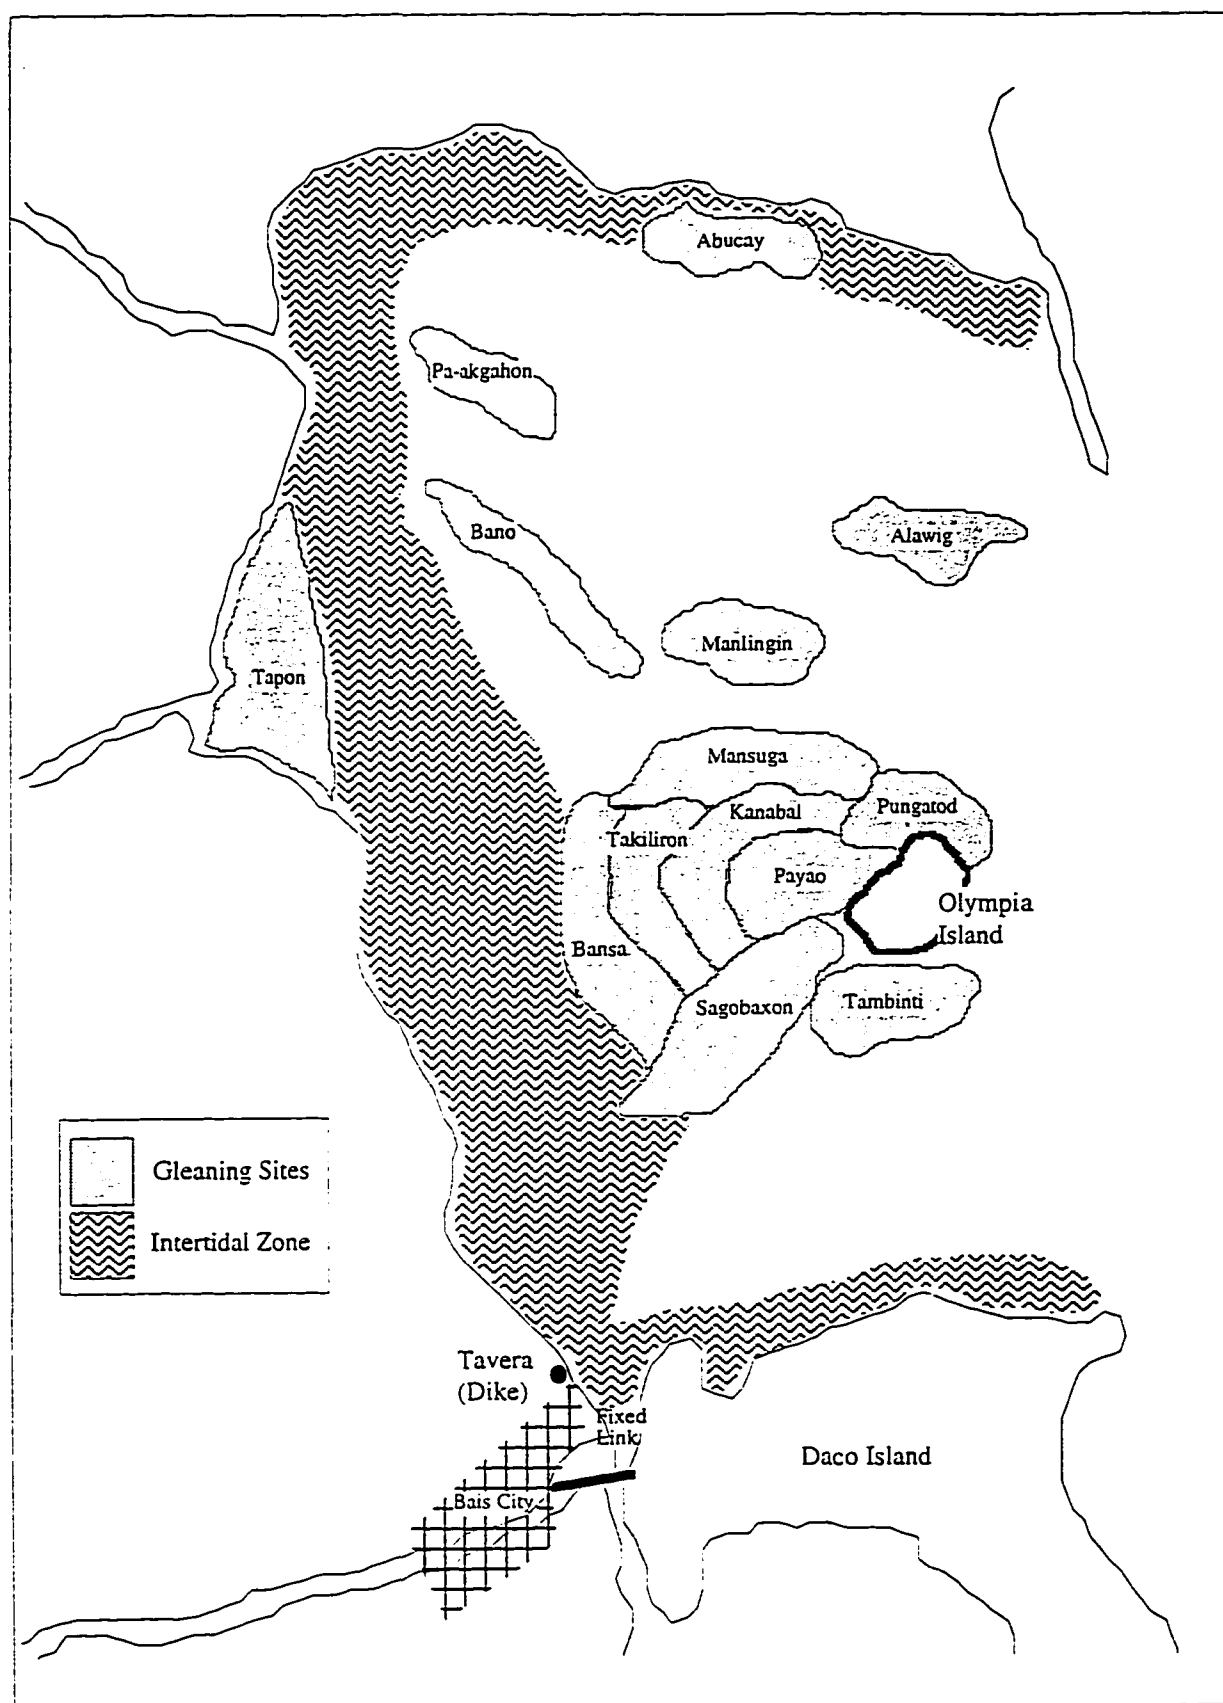 Abucay
Pa-akgahon
Bano
Alawig
Manlingin
Tapon
Mansuga
Kanabal
Pungatod
Takiliron
Payao
Olympia
Island
Bansa
Sagobaxon
Tambinti
Gleaning Sites
Intertidal Zone
Tavera
(Dike)
Fixed
Link
Daco Island
Bais City